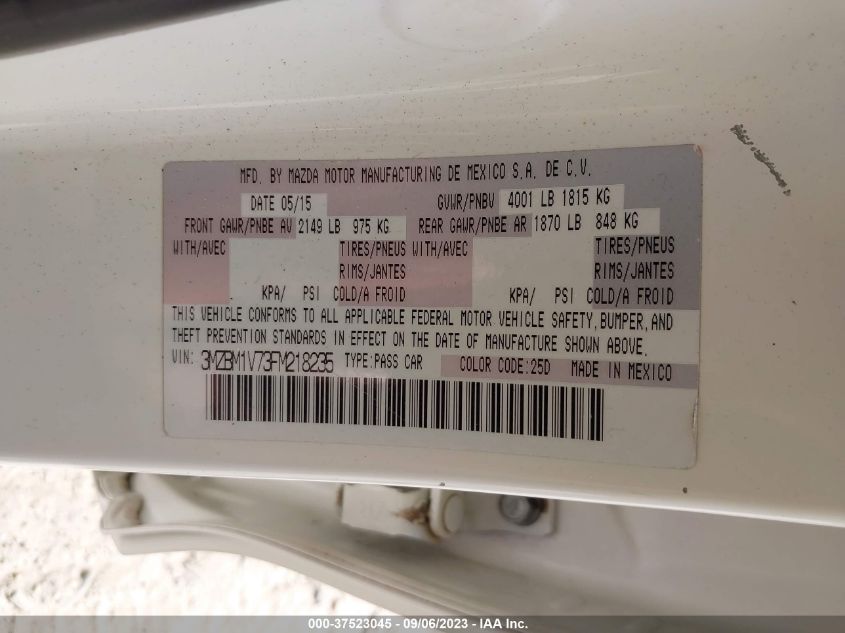 MFD. BY MAZDA MOTOR MANUFACTURING DE MEXICO S.A. DE C.V.
DATE 05/15 GVWR/PNBV 4001 LB 1815 KG
FRONT GAWR/PNBE AV 2149 LB 975 KG REAR GAWR/PNBE AR 1870 LB 848 KG
WITH/AVEC TIRES/PNEUS WITH/AVEC TIRES/PNEUS
RIMS/JANTES RIMS/JANTES
KPA/ PSI COLD/A FROID KPA/ PSI COLD/A FROID
THIS VEHICLE CONFORMS TO ALL APPLICABLE FEDERAL MOTOR VEHICLE SAFETY, BUMPER, AND
THEFT PREVENTION STANDARDS IN EFFECT ON THE DATE OF MANUFACTURE SHOWN ABOVE.
VIN: 3MZBM1V73FM218235 TYPE:PASS CAR COLOR CODE:25D MADE IN MEXICO
000-37523045 - 09/06/2023 - IAA Inc.